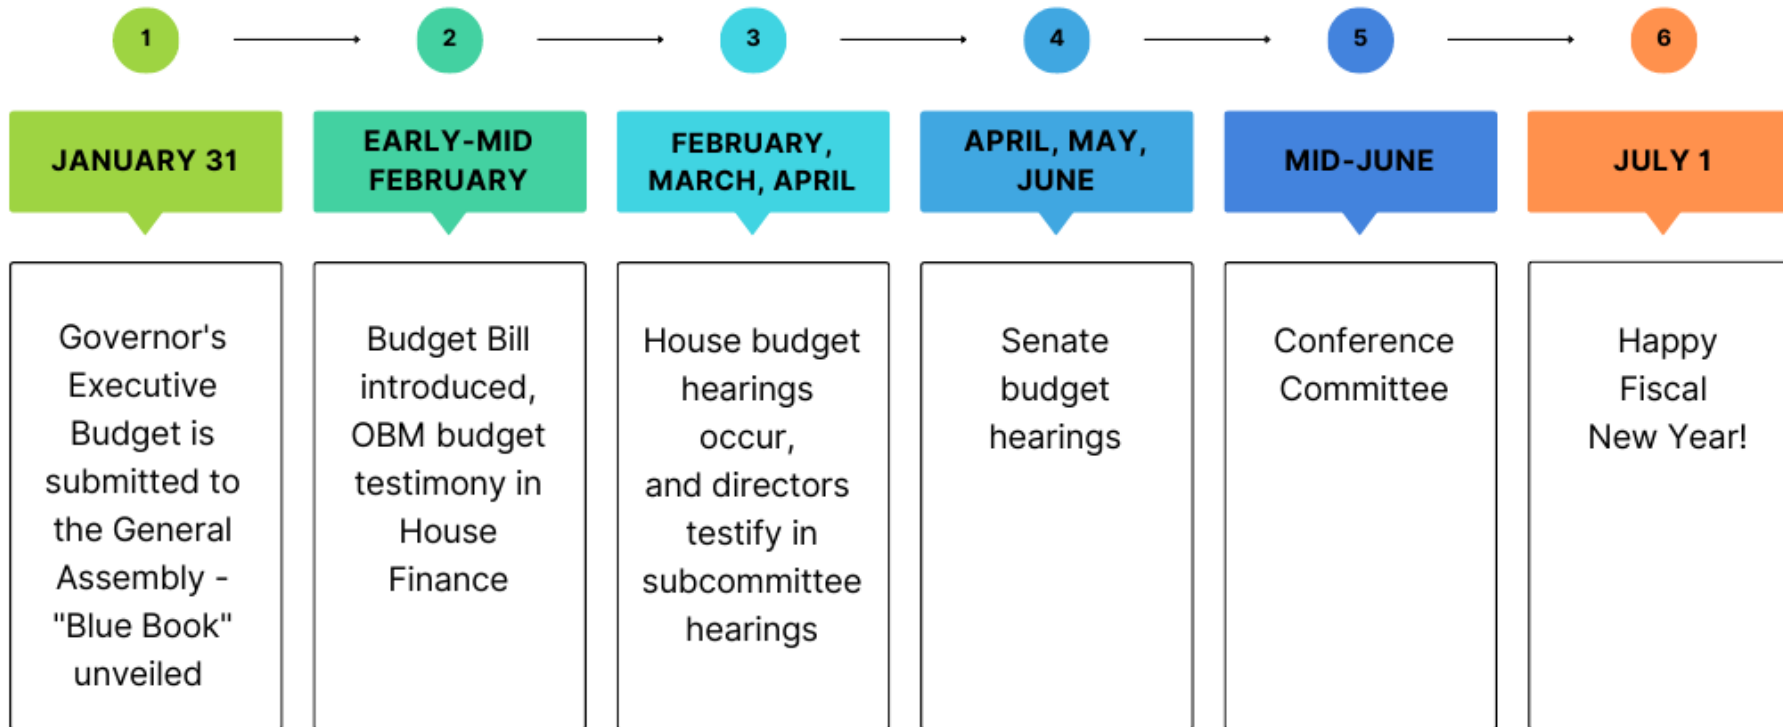 1
2
3
4
5
6
JANUARY 31
EARLY-MID
FEBRUARY
FEBRUARY,
MARCH, APRIL
APRIL, MAY,
JUNE
MID-JUNE
JULY 1
Governor's
Executive
Budget is
submitted to
the General
Assembly -
"Blue Book"
unveiled
Budget Bill
introduced,
OBM budget
testimony in
House
Finance
House budget
hearings
occur,
and directors
testify in
subcommittee
hearings
Senate
budget
hearings
Conference
Committee
Happy
Fiscal
New Year!